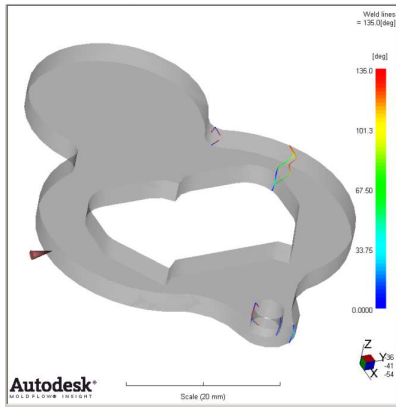 Weld lines
= 135.0[deg]
[deg]
135.0
101.3
67.50
33.75
0.0000
Z
Y
X
36
-41
-54
Autodesk®
MOLDFLOW® INSIGHT
Scale (20 mm)